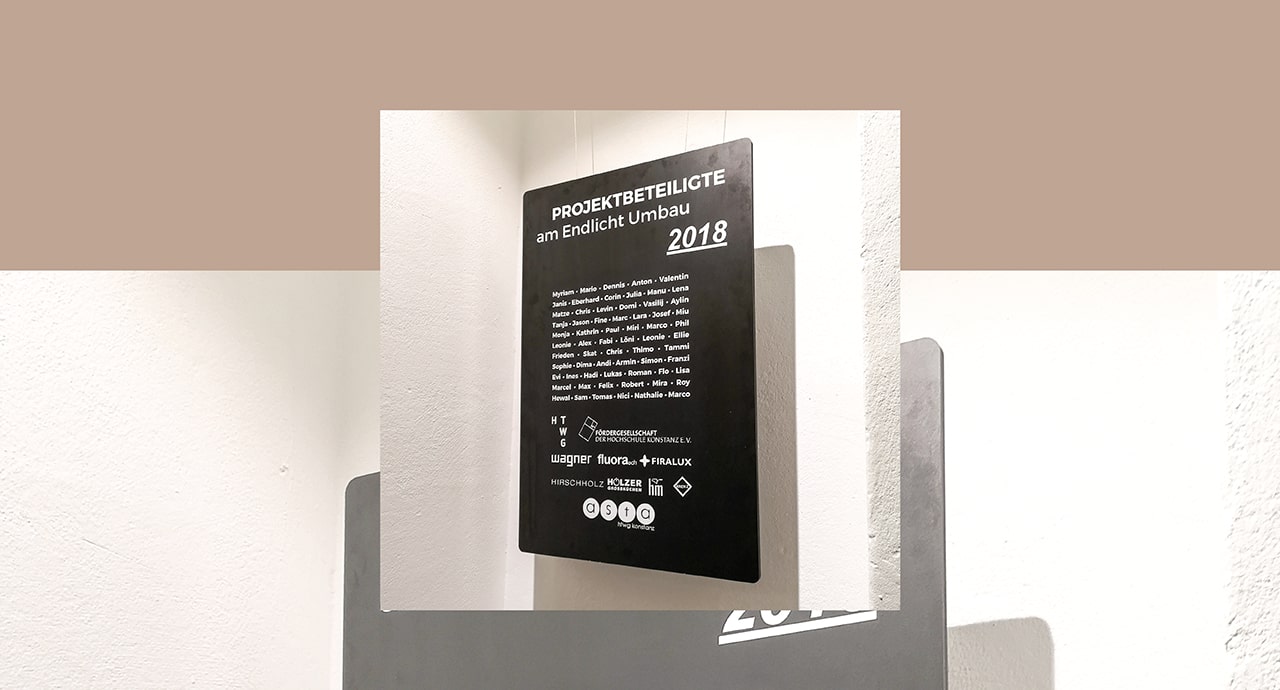 PROJEKTBETEILIGTE
am Endlicht Umbau
2018
Myriam · Mario · Dennis · Anton · Valentin
Janis · Eberhard · Corin · Julia · Manu · Lena
Matze · Chris · Levin · Domi · Vasilij · Aylin
Tanja · Jason · Fine · Marc · Lara · Josef · Miu
Monja · Kathrin · Paul · Miri · Marco · Phil
Leonie · Alex · Fabi · Löni · Leonie · Ellie
Frieden · Skat · Chris · Thimo · Tammi
Sophie · Dima · Andi · Armin · Simon · Franzi
Evi · Ines · Hadi · Lukas · Roman · Flo · Lisa
Marcel · Max · Felix · Robert · Mira · Roy
Hewal · Sam · Tomas · Nici · Nathalie · Marco
H T
W
G
FÖRDERGESELLSCHAFT
DER HOCHSCHULE KONSTANZ E.V.
wagner fluora FIRALUX
HIRSCHHOLZ HOLZER hm
GROSSKÜCHEN
asta
htwg konstanz